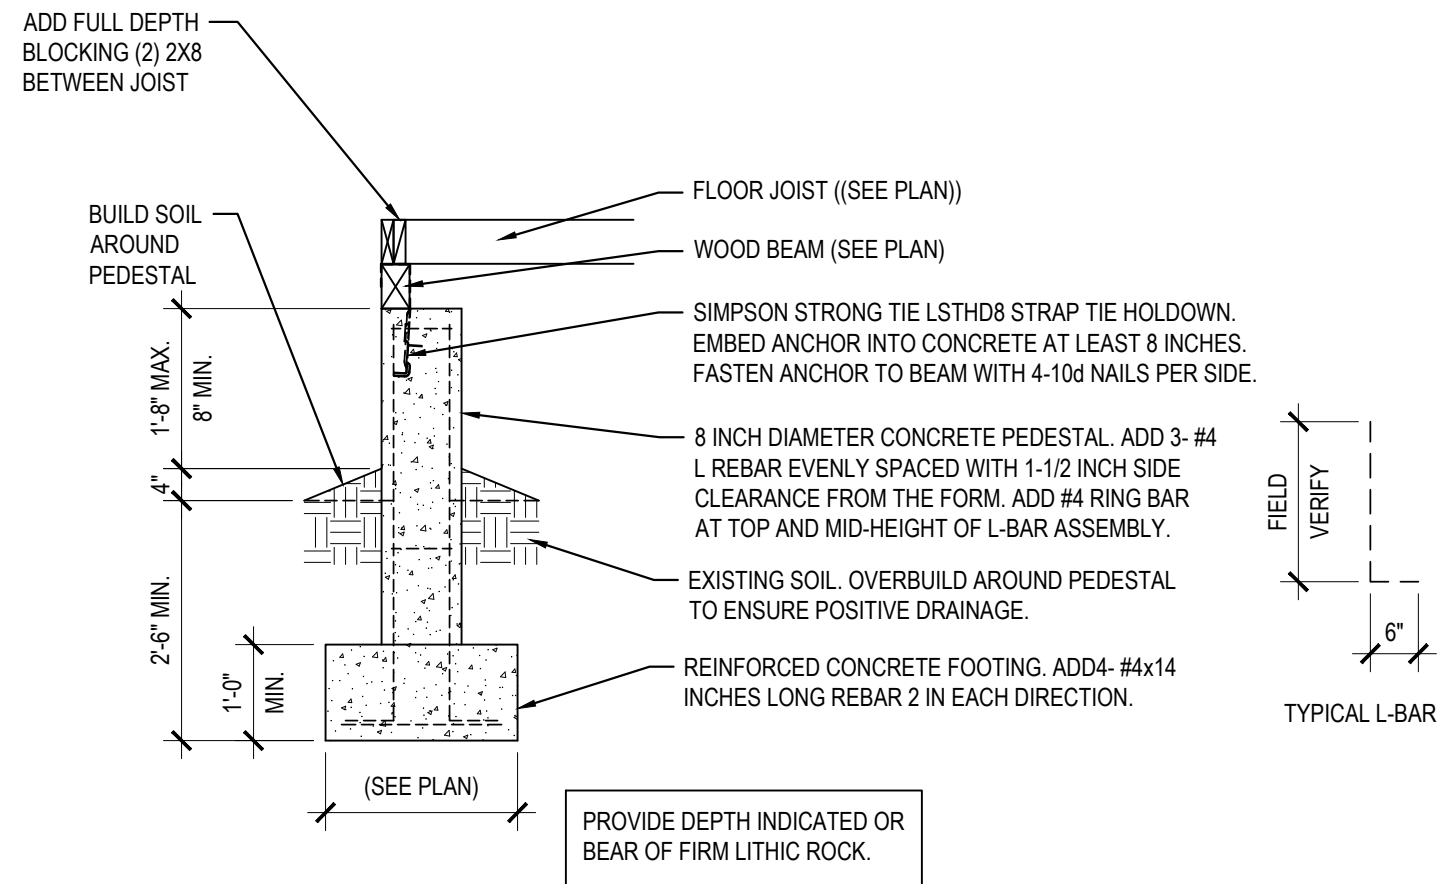 ADD FULL DEPTH
BLOCKING (2) 2X8
BETWEEN JOIST
BUILD SOIL
AROUND
PEDESTAL
FLOOR JOIST ((SEE PLAN))
WOOD BEAM (SEE PLAN)
SIMPSON STRONG TIE LSTHD8 STRAP TIE HOLDOWN.
EMBED ANCHOR INTO CONCRETE AT LEAST 8 INCHES.
FASTEN ANCHOR TO BEAM WITH 4-10d NAILS PER SIDE.
1'-8" MAX.
8" MIN.
8 INCH DIAMETER CONCRETE PEDESTAL. ADD 3- #4
L REBAR EVENLY SPACED WITH 1-1/2 INCH SIDE
CLEARANCE FROM THE FORM. ADD #4 RING BAR
AT TOP AND MID-HEIGHT OF L-BAR ASSEMBLY.
4"
EXISTING SOIL. OVERBUILD AROUND PEDESTAL
TO ENSURE POSITIVE DRAINAGE.
2'-6" MIN.
1'-0"
MIN.
REINFORCED CONCRETE FOOTING. ADD4- #4x14
INCHES LONG REBAR 2 IN EACH DIRECTION.
(SEE PLAN)
PROVIDE DEPTH INDICATED OR
BEAR OF FIRM LITHIC ROCK.
FIELD
VERIFY
6"
TYPICAL L-BAR